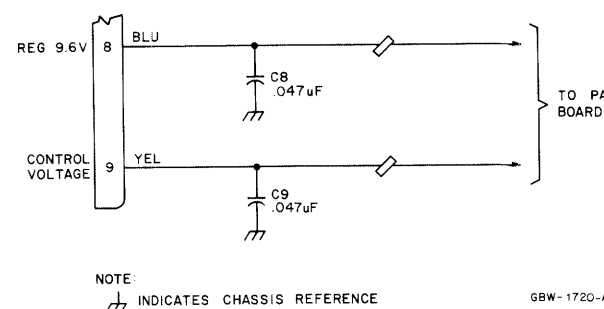 REG 9.6V 8 BLU
C8
.047uF
TO PA
BOARD
CONTROL
VOLTAGE 9 YEL
C9
.047uF
NOTE:
INDICATES CHASSIS REFERENCE
GBW-1720-A